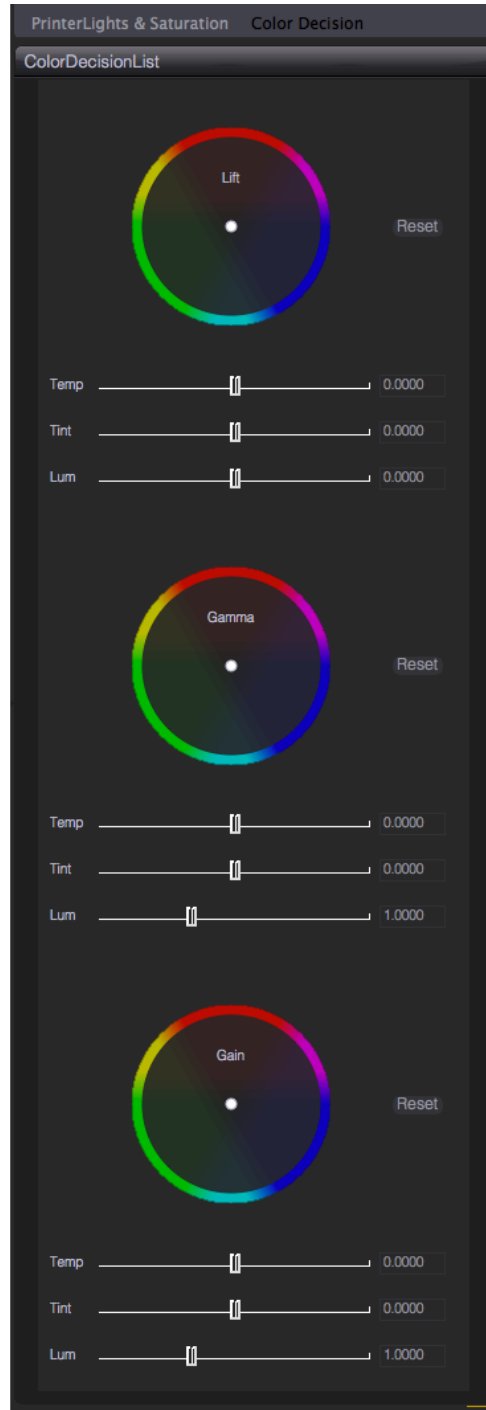 PrinterLights & Saturation Color Decision
ColorDecisionList
Lift
Reset
Temp 0.0000
Tint 0.0000
Lum 0.0000
Gamma
Reset
Temp 0.0000
Tint 0.0000
Lum 1.0000
Gain
Reset
Temp 0.0000
Tint 0.0000
Lum 1.0000